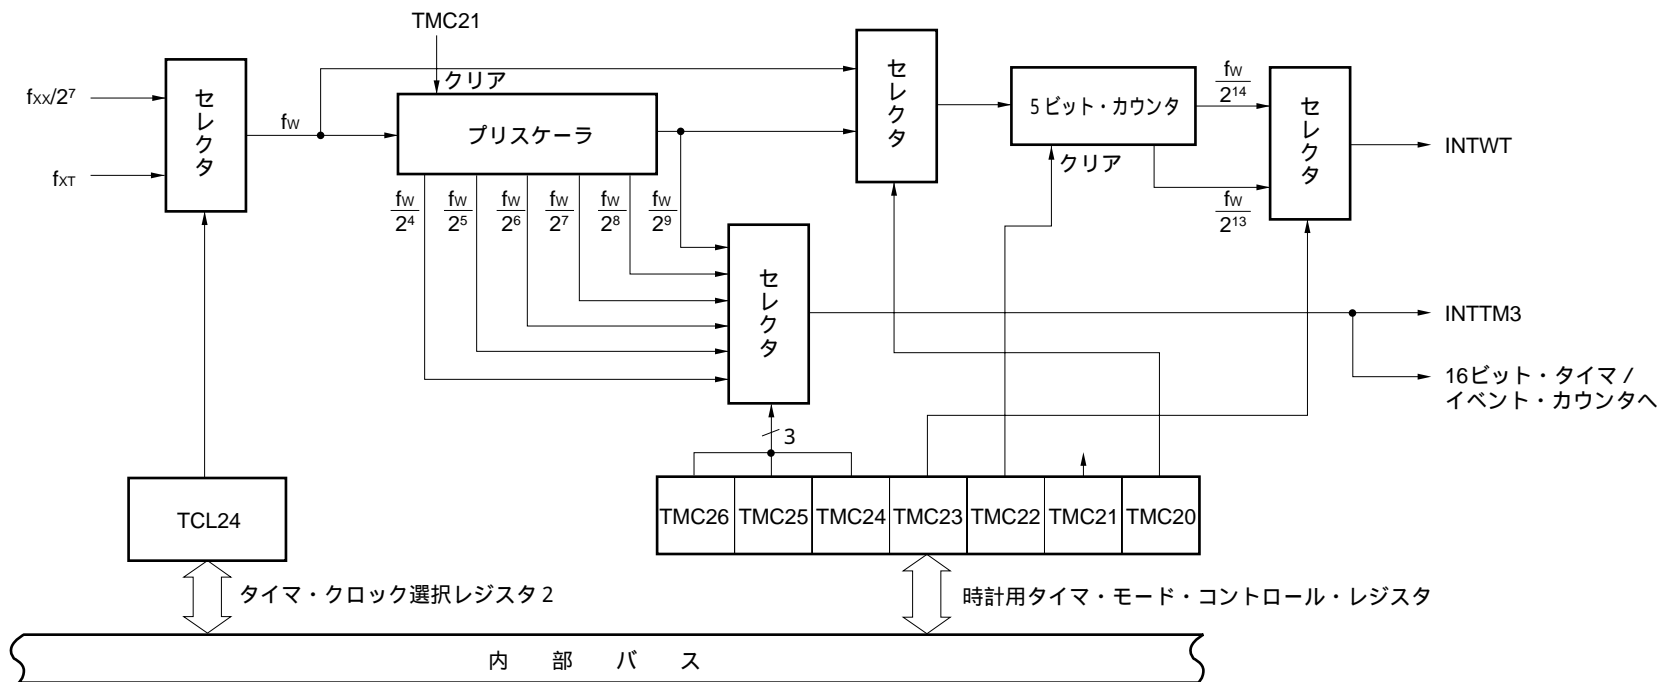 TMC21
クリア
fXX/2⁷
fXT
セレクタ
fW
プリスケーラ
fW/2⁴
fW/2⁵
fW/2⁶
fW/2⁷
fW/2⁸
fW/2⁹
セレクタ
セレクタ
5ビット・カウンタ
クリア
fW/2¹⁴
fW/2¹³
セレクタ
INTWT
INTTM3
16ビット・タイマ/
イベント・カウンタへ
3
TCL24
TMC26 TMC25 TMC24 TMC23 TMC22 TMC21 TMC20
タイマ・クロック選択レジスタ2
時計用タイマ・モード・コントロール・レジスタ
内部バス